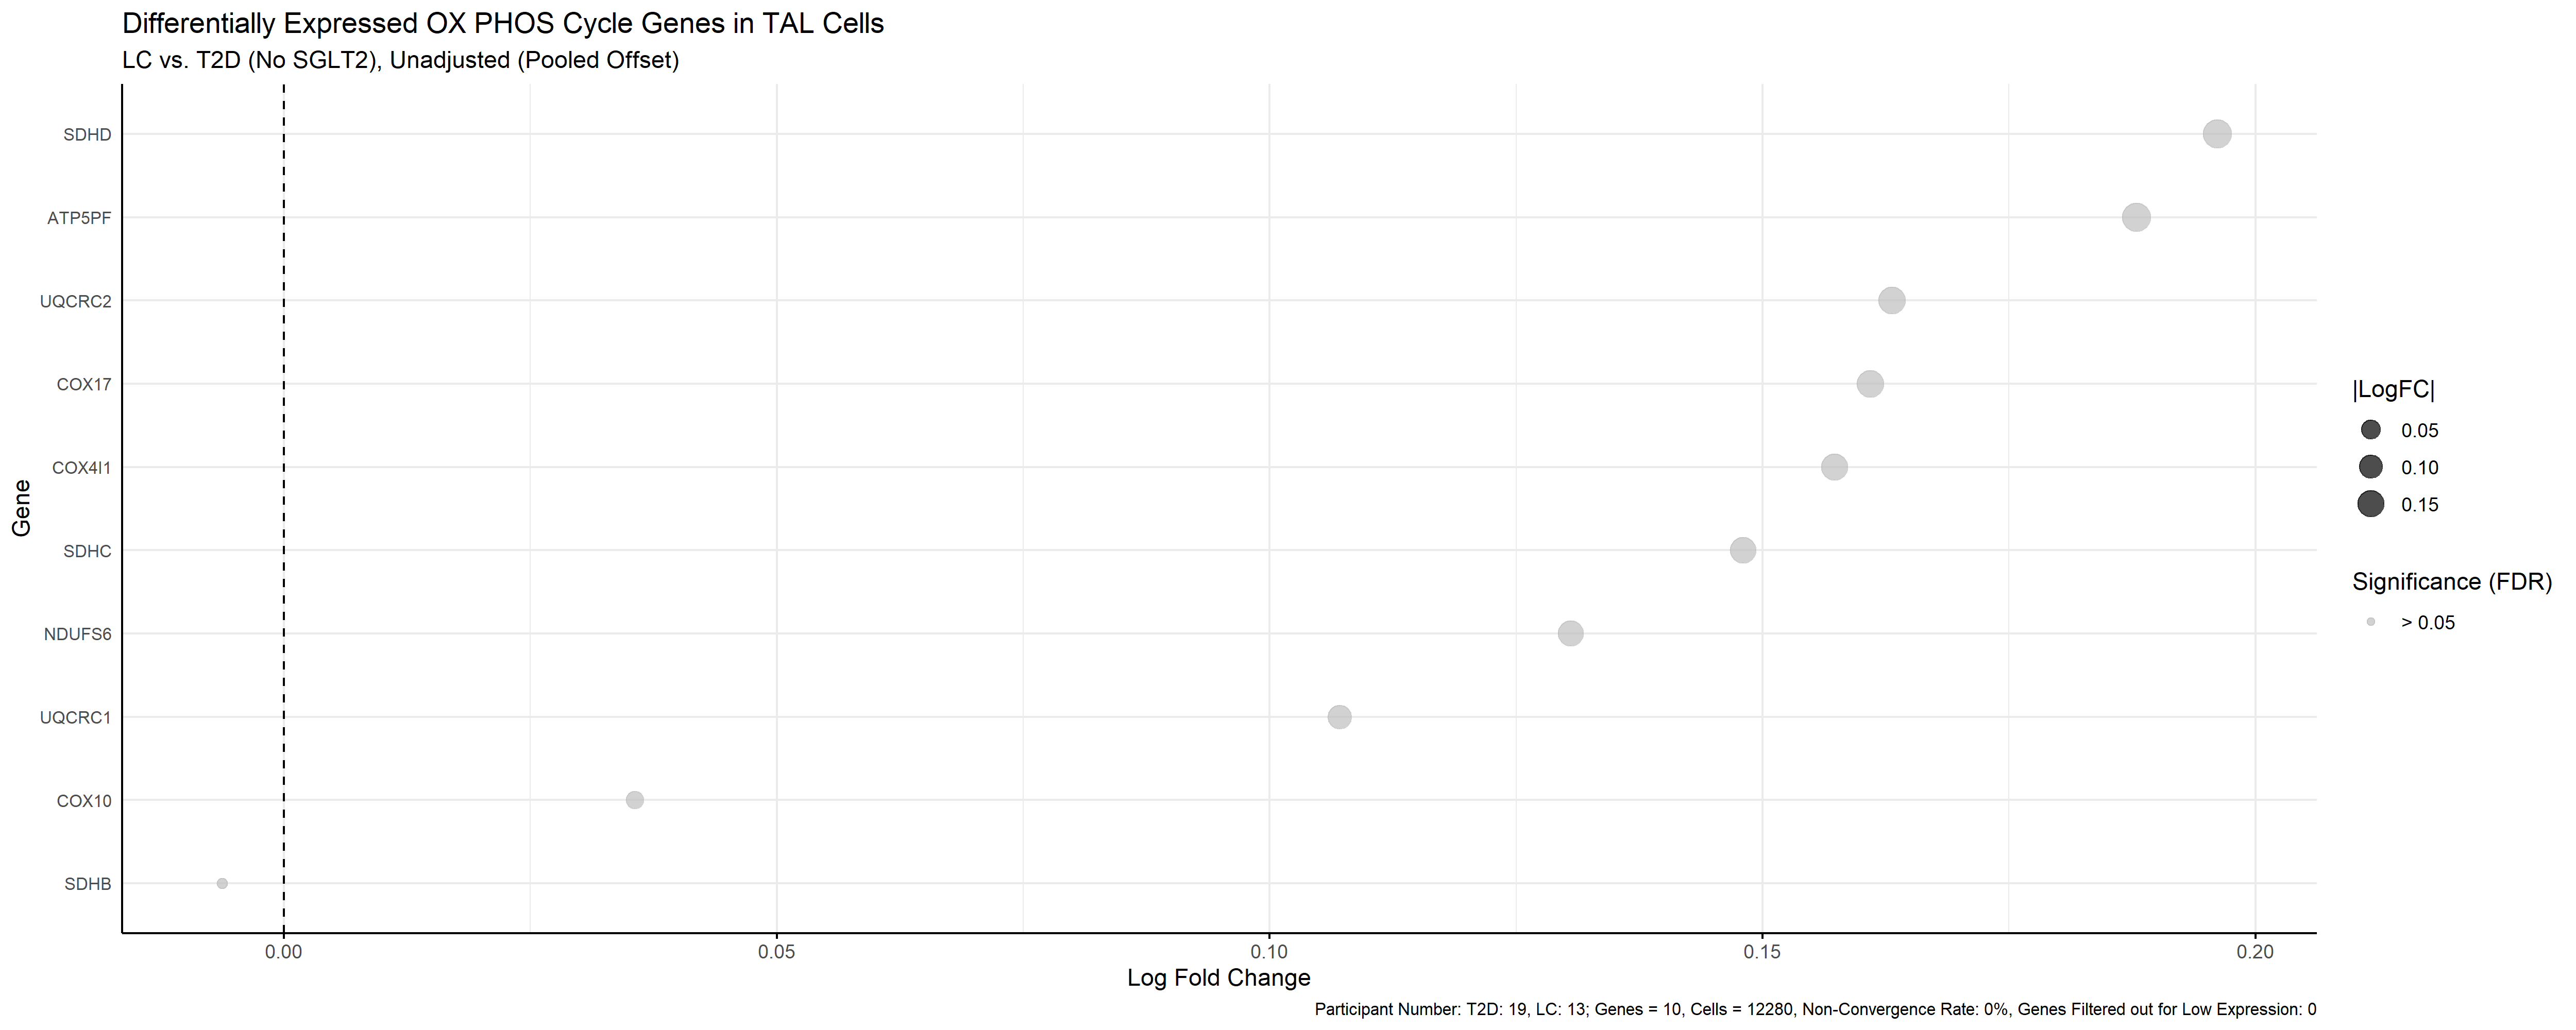 Differentially Expressed OX PHOS Cycle Genes in TAL Cells
LC vs. T2D (No SGLT2), Unadjusted (Pooled Offset)
Gene
SDHD
ATP5PF
UQCRC2
COX17
COX4I1
SDHC
NDUFS6
UQCRC1
COX10
SDHB
0.00 0.05 0.10 0.15 0.20
Log Fold Change
|LogFC|
0.05
0.10
0.15
Significance (FDR)
> 0.05
Participant Number: T2D: 19, LC: 13; Genes = 10, Cells = 12280, Non-Convergence Rate: 0%, Genes Filtered out for Low Expression: 0